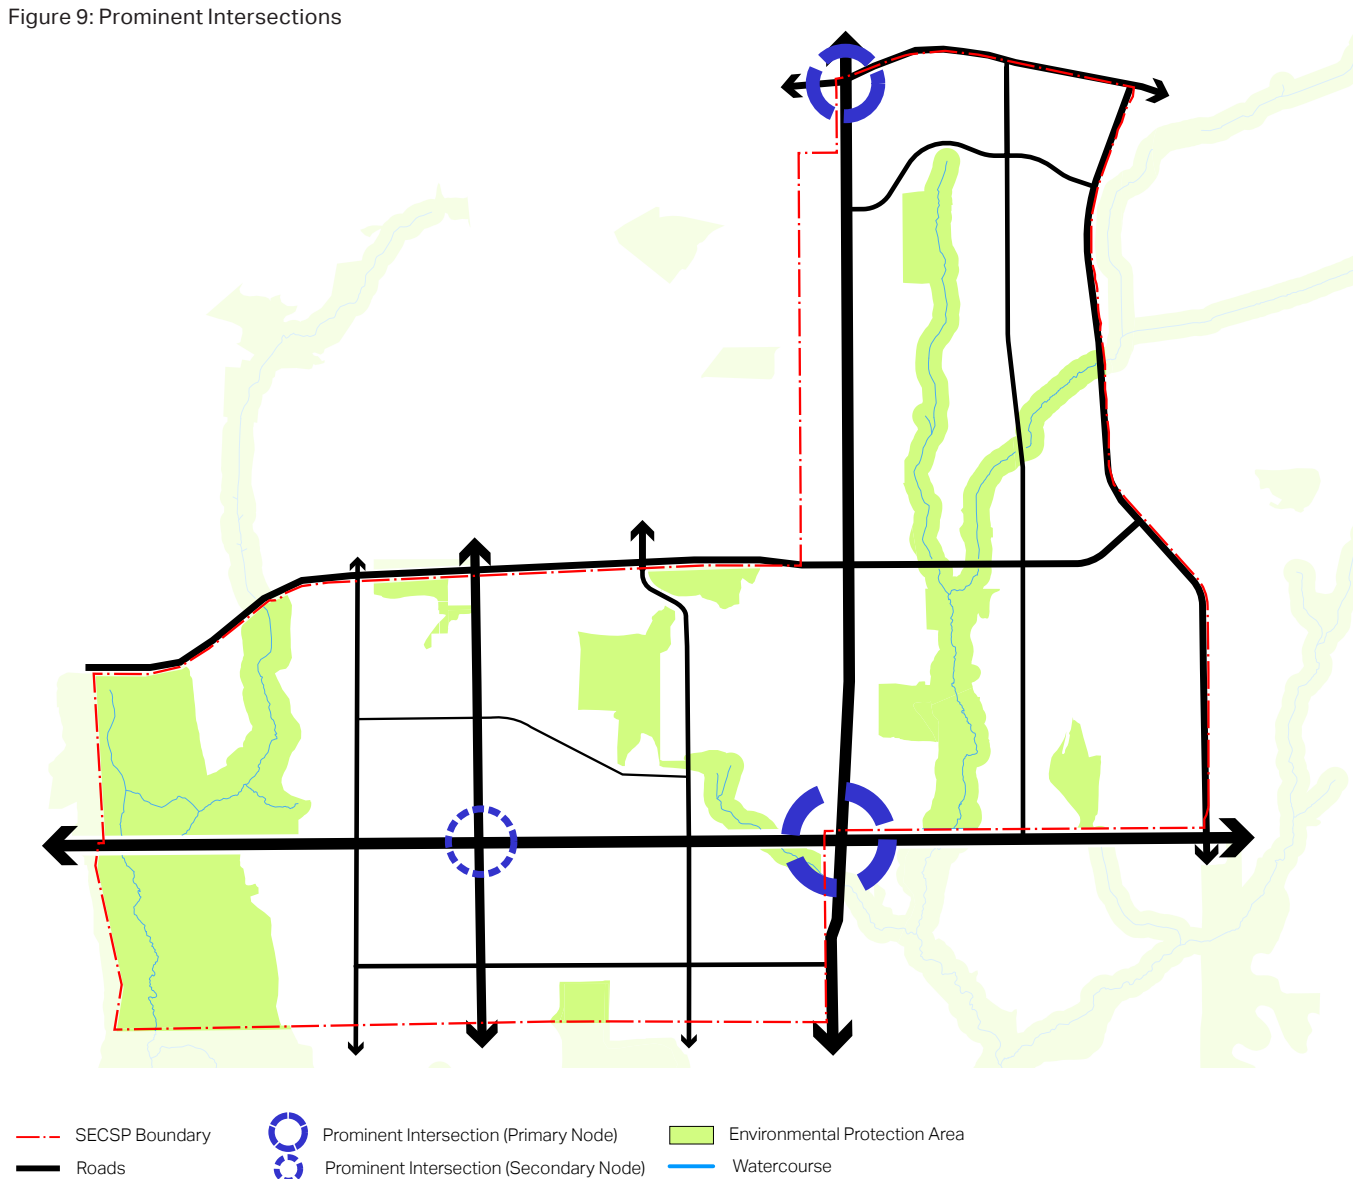 Figure 9: Prominent Intersections
SECSP Boundary
Prominent Intersection (Primary Node)
Environmental Protection Area
Roads
Prominent Intersection (Secondary Node)
Watercourse